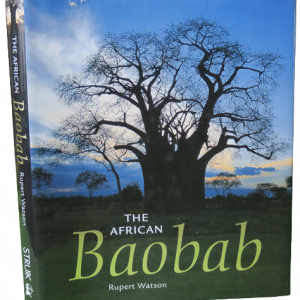 THE AFRICAN Baobab Rupert Watson STRUIK
THE
AFRICAN
Baobab
Rupert Watson